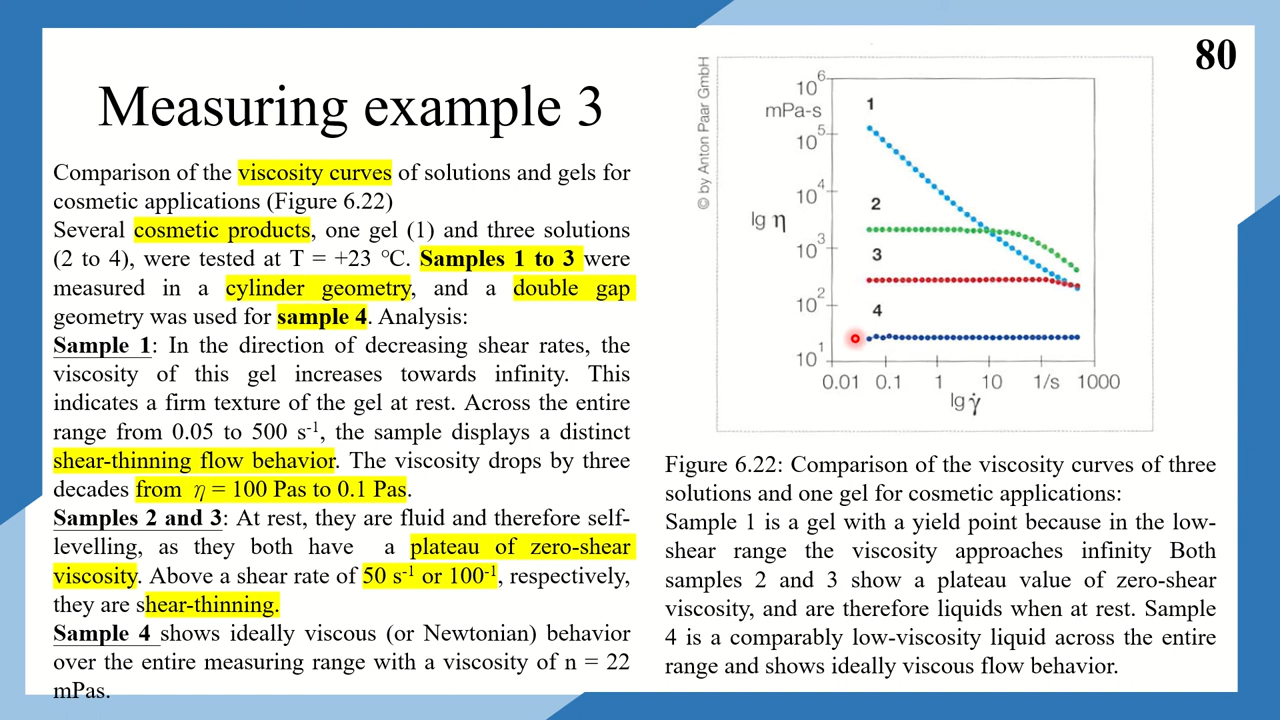 80
Measuring example 3
Comparison of the viscosity curves of solutions and gels for
cosmetic applications (Figure 6.22)
Several cosmetic products, one gel (1) and three solutions
(2 to 4), were tested at T = +23 °C. Samples 1 to 3 were
measured in a cylinder geometry, and a double gap
geometry was used for sample 4. Analysis:
Sample 1: In the direction of decreasing shear rates, the
viscosity of this gel increases towards infinity. This
indicates a firm texture of the gel at rest. Across the entire
range from 0.05 to 500 s⁻¹, the sample displays a distinct
shear-thinning flow behavior. The viscosity drops by three
decades from η = 100 Pas to 0.1 Pas.
Samples 2 and 3: At rest, they are fluid and therefore self-
levelling, as they both have a plateau of zero-shear
viscosity. Above a shear rate of 50 s⁻¹ or 100⁻¹, respectively,
they are shear-thinning.
Sample 4 shows ideally viscous (or Newtonian) behavior
over the entire measuring range with a viscosity of n = 22
mPas.
© by Anton Paar GmbH
10⁶
mPa-s
10⁵
10⁴
lg η
10³
10²
10¹
1
2
3
4
0.01 0.1 1 10 1/s 1000
lg γ̇
Figure 6.22: Comparison of the viscosity curves of three
solutions and one gel for cosmetic applications:
Sample 1 is a gel with a yield point because in the low-
shear range the viscosity approaches infinity Both
samples 2 and 3 show a plateau value of zero-shear
viscosity, and are therefore liquids when at rest. Sample
4 is a comparably low-viscosity liquid across the entire
range and shows ideally viscous flow behavior.